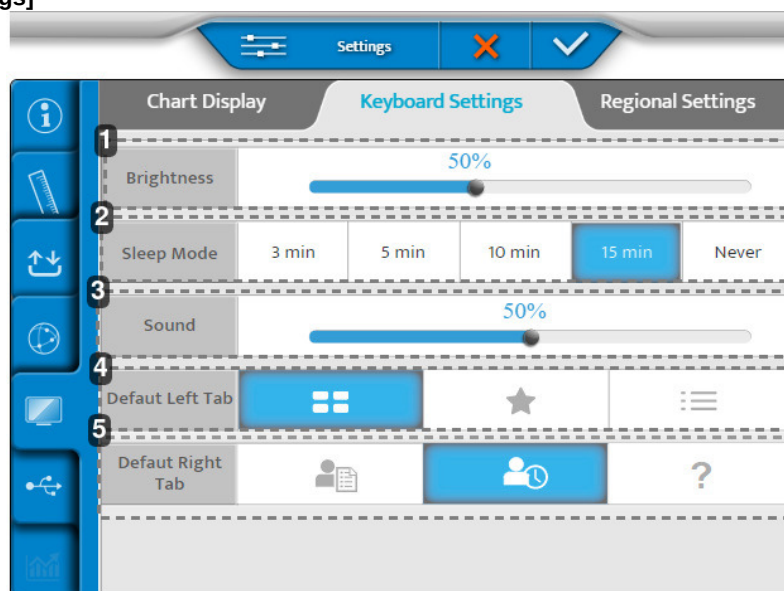 gs]
Settings
Chart Display Keyboard Settings Regional Settings
1
Brightness 50%
2
Sleep Mode 3 min 5 min 10 min 15 min Never
3
Sound 50%
4
Defaut Left Tab
5
Defaut Right
Tab ?